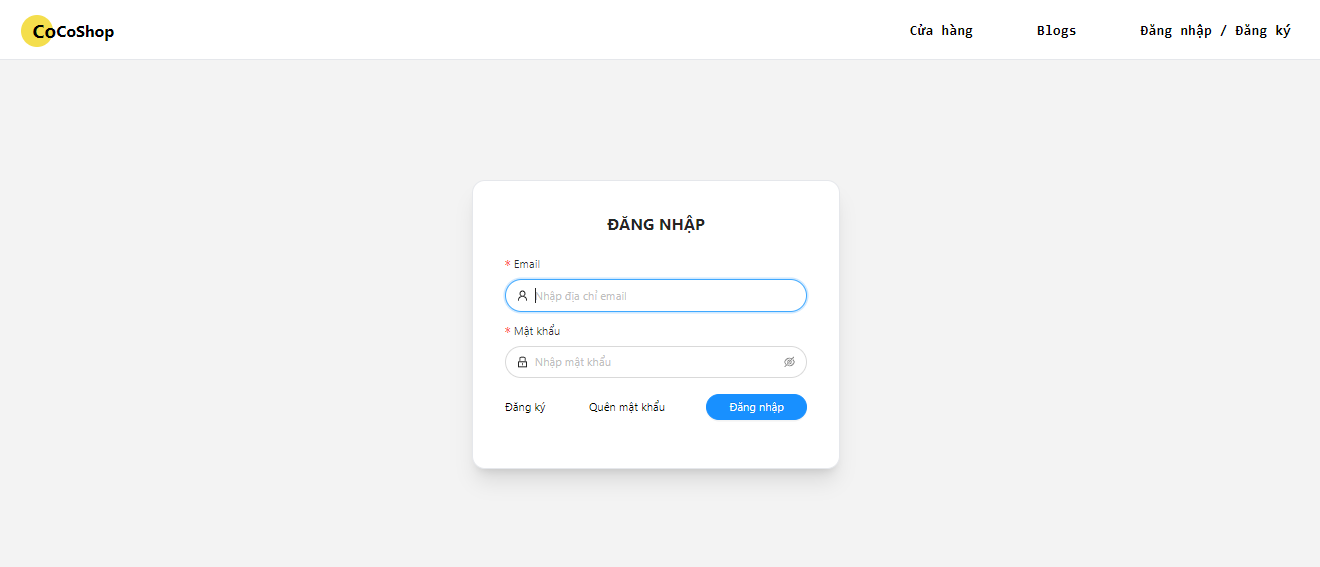 CoCoShop
Cửa hàng
Blogs
Đăng nhập / Đăng ký
ĐĂNG NHẬP
* Email
Nhập địa chỉ email
* Mật khẩu
Nhập mật khẩu
Đăng ký
Quên mật khẩu
Đăng nhập